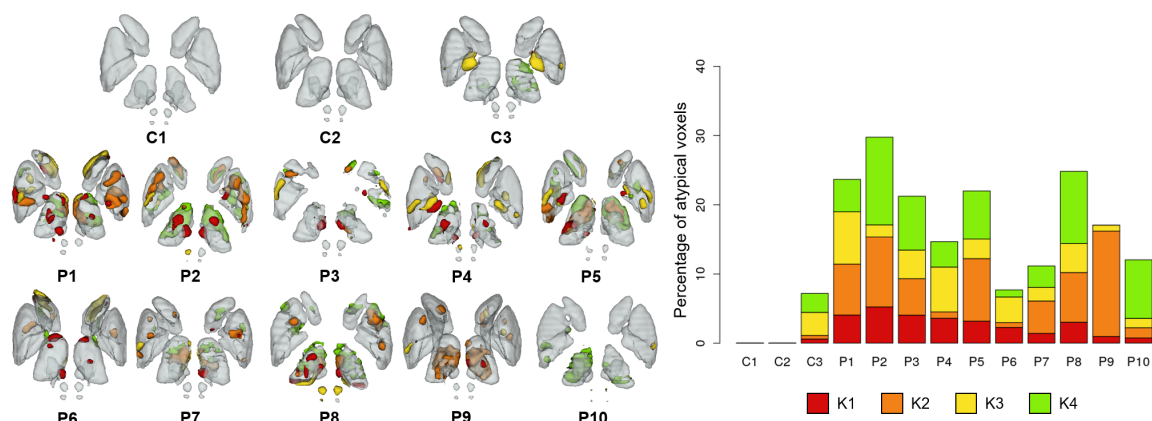 C1 C2 C3
P1 P2 P3 P4 P5
P6 P7 P8 P9 P10
Percentage of atypical voxels
40
30
20
10
0
C1 C2 C3 P1 P2 P3 P4 P5 P6 P7 P8 P9 P10
K1 K2 K3 K4